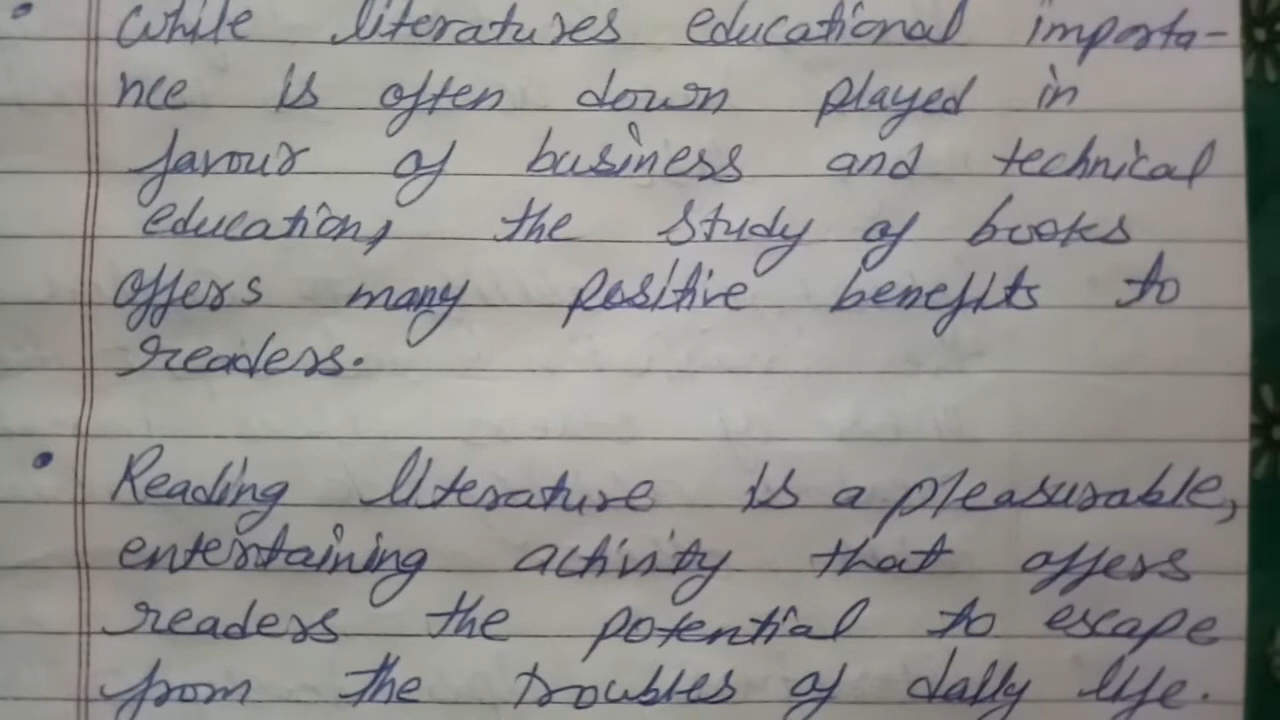 • While literatures educational importa-
nce is often down played in
favour of business and technical
education, the study of books
offers many positive benefits to
readers.
• Reading literature is a pleasurable,
entertaining activity that offers
readers the potential to escape
from the troubles of daily life.